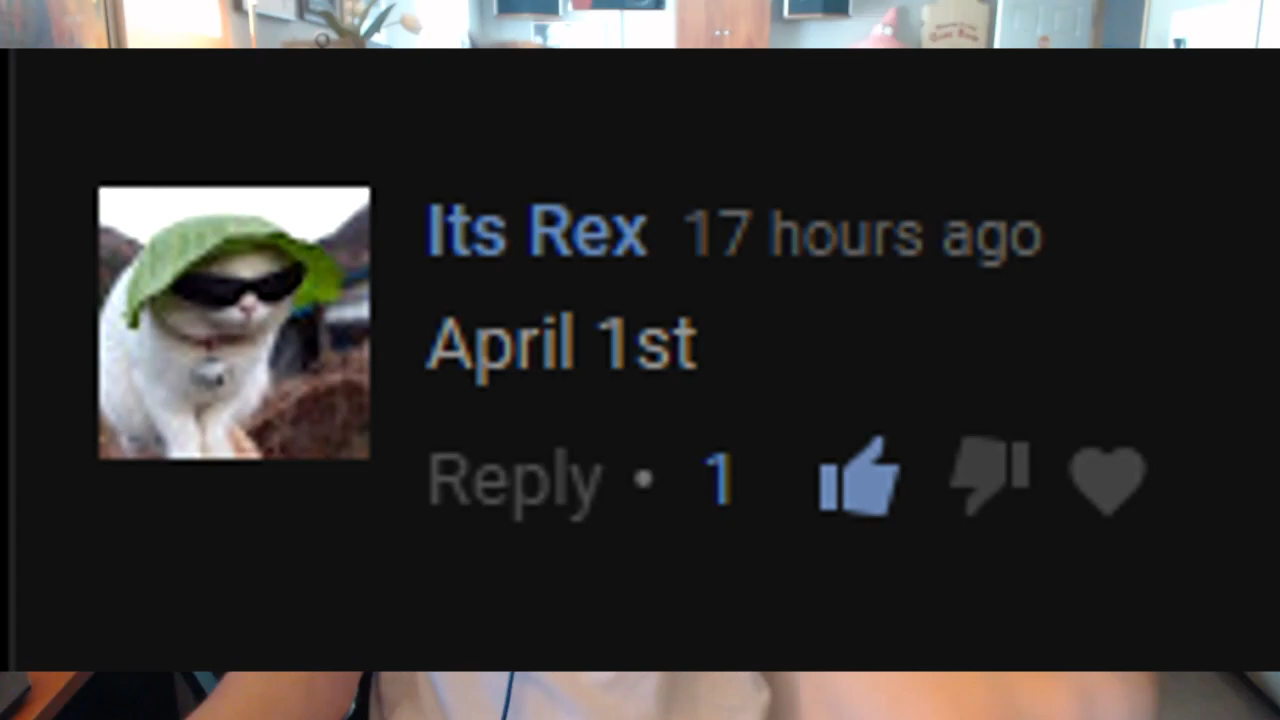 Its Rex 17 hours ago
April 1st
Reply • 1